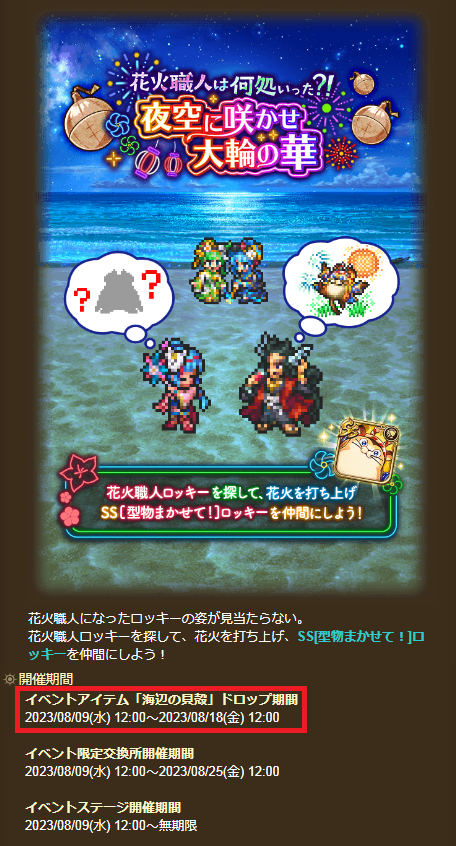 花火職人は何処いった?!
夜空に咲かせ
大輪の華
?
?
花火職人ロッキーを探して、花火を打ち上げ
SS[型物まかせて!]ロッキーを仲間にしよう!
花火職人になったロッキーの姿が見当たらない。
花火職人ロッキーを探して、花火を打ち上げ、SS[型物まかせて！]ロ
ッキーを仲間にしよう！
開催期間
イベントアイテム「海辺の貝殻」ドロップ期間
2023/08/09(水) 12:00～2023/08/18(金) 12:00
イベント限定交換所開催期間
2023/08/09(水) 12:00～2023/08/25(金) 12:00
イベントステージ開催期間
2023/08/09(水) 12:00～無期限